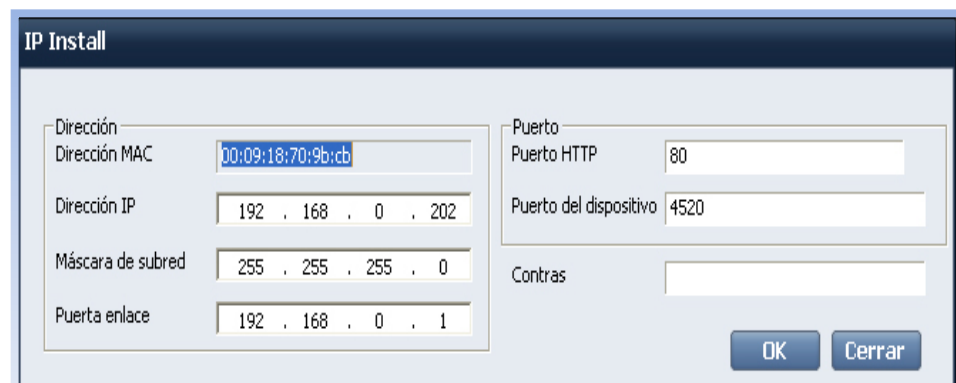 IP Install
Dirección
Dirección MAC 00:09:18:70:9b:cb
Dirección IP 192 . 168 . 0 . 202
Máscara de subred 255 . 255 . 255 . 0
Puerta enlace 192 . 168 . 0 . 1
Puerto
Puerto HTTP 80
Puerto del dispositivo 4520
Contras
OK Cerrar